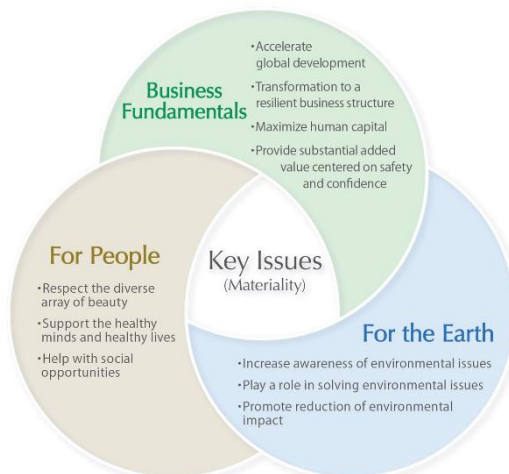 Business
Fundamentals
•Accelerate
global development
•Transformation to a
resilient business structure
•Maximize human capital
•Provide substantial added
value centered on safety
and confidence
For People
•Respect the diverse
array of beauty
•Support the healthy
minds and healthy lives
•Help with social
opportunities
Key Issues
(Materiality)
For the Earth
•Increase awareness of environmental issues
•Play a role in solving environmental issues
•Promote reduction of environmental
impact